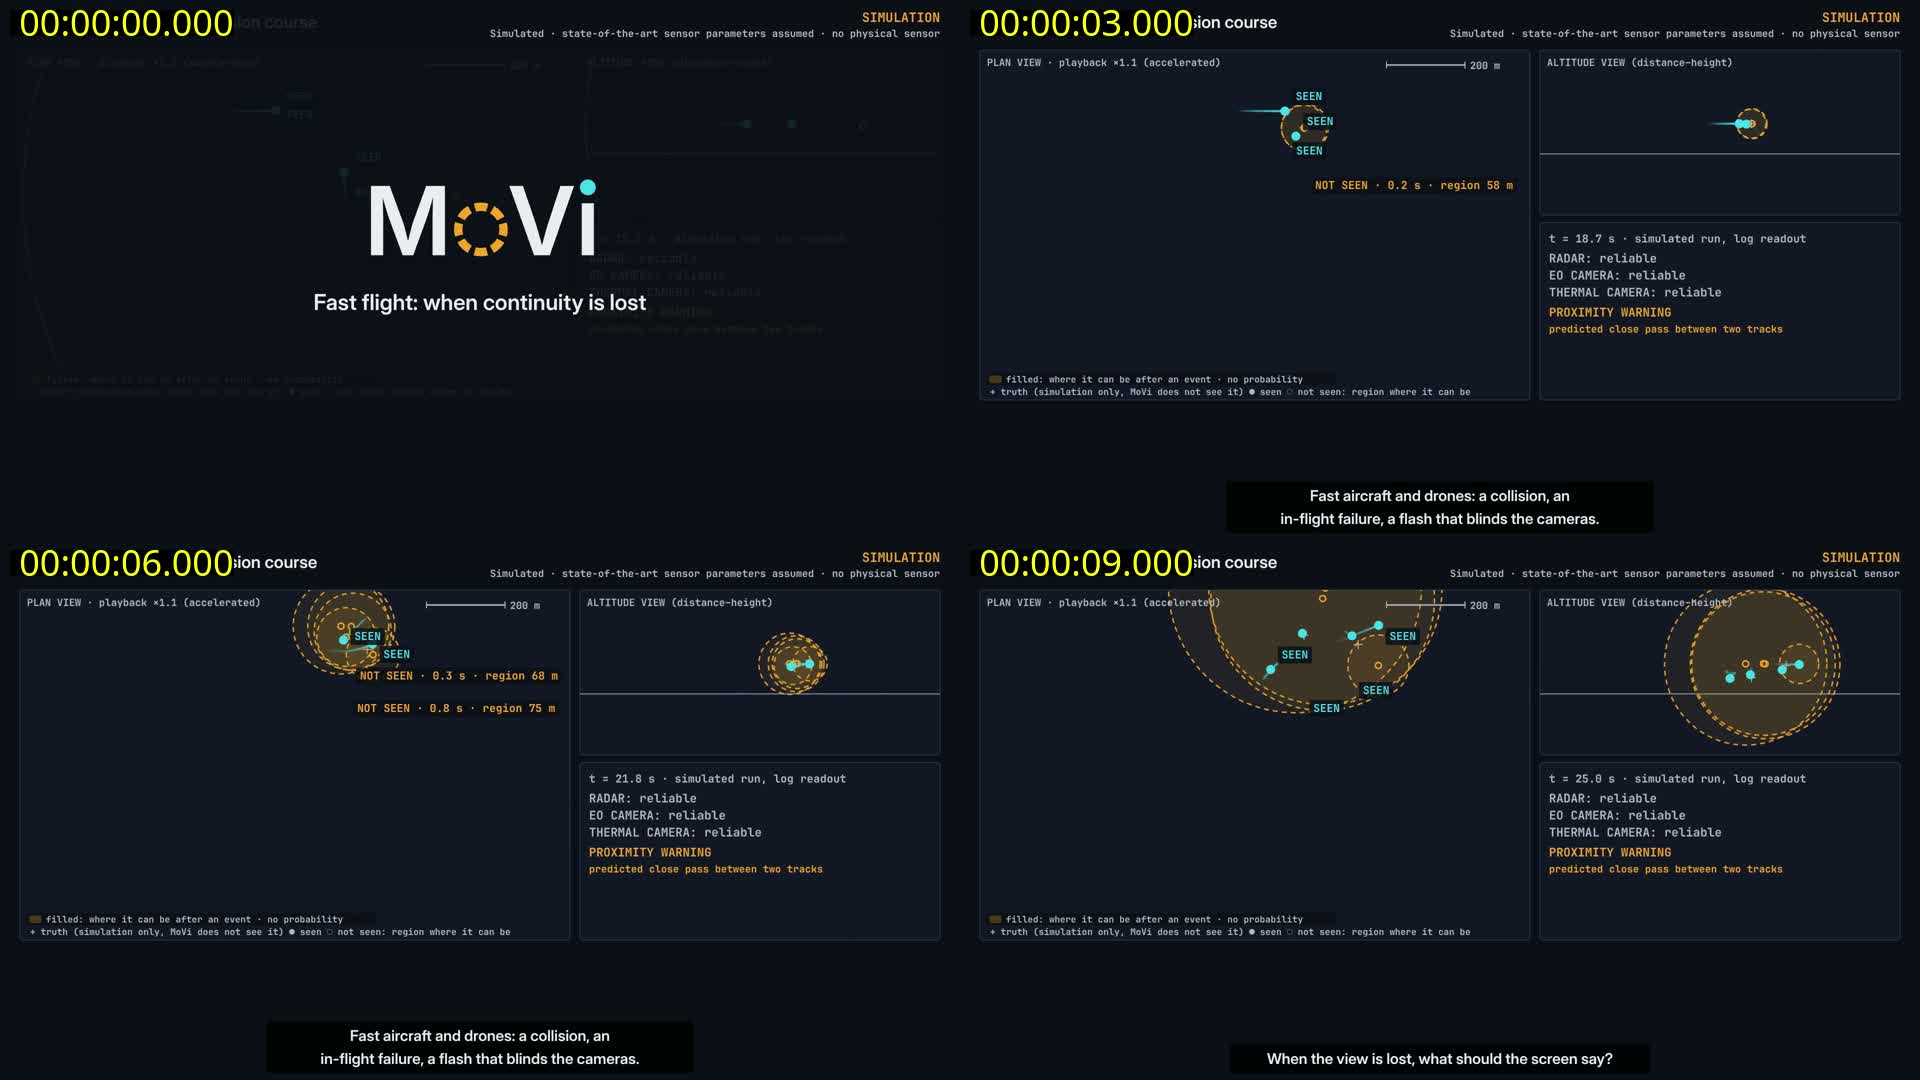 00:00:00.000
SIMULATION
Simulated · state-of-the-art sensor parameters assumed · no physical sensor
MoVi
Fast flight: when continuity is lost
00:00:03.000
sion course
SIMULATION
Simulated · state-of-the-art sensor parameters assumed · no physical sensor
PLAN VIEW · playback ×1.1 (accelerated)
200 m
SEEN
SEEN
SEEN
NOT SEEN · 0.2 s · region 58 m
filled: where it can be after an event · no probability
+ truth (simulation only, MoVi does not see it) ● seen ○ not seen: region where it can be
ALTITUDE VIEW (distance-height)
t = 18.7 s · simulated run, log readout
RADAR: reliable
EO CAMERA: reliable
THERMAL CAMERA: reliable
PROXIMITY WARNING
predicted close pass between two tracks
Fast aircraft and drones: a collision, an
in-flight failure, a flash that blinds the cameras.
00:00:06.000
sion course
SIMULATION
Simulated · state-of-the-art sensor parameters assumed · no physical sensor
PLAN VIEW · playback ×1.1 (accelerated)
200 m
SEEN
SEEN
NOT SEEN · 0.3 s · region 68 m
NOT SEEN · 0.8 s · region 75 m
filled: where it can be after an event · no probability
+ truth (simulation only, MoVi does not see it) ● seen ○ not seen: region where it can be
ALTITUDE VIEW (distance-height)
t = 21.8 s · simulated run, log readout
RADAR: reliable
EO CAMERA: reliable
THERMAL CAMERA: reliable
PROXIMITY WARNING
predicted close pass between two tracks
Fast aircraft and drones: a collision, an
in-flight failure, a flash that blinds the cameras.
00:00:09.000
sion course
SIMULATION
Simulated · state-of-the-art sensor parameters assumed · no physical sensor
PLAN VIEW · playback ×1.1 (accelerated)
200 m
SEEN
SEEN
SEEN
SEEN
filled: where it can be after an event · no probability
+ truth (simulation only, MoVi does not see it) ● seen ○ not seen: region where it can be
ALTITUDE VIEW (distance-height)
t = 25.0 s · simulated run, log readout
RADAR: reliable
EO CAMERA: reliable
THERMAL CAMERA: reliable
PROXIMITY WARNING
predicted close pass between two tracks
When the view is lost, what should the screen say?